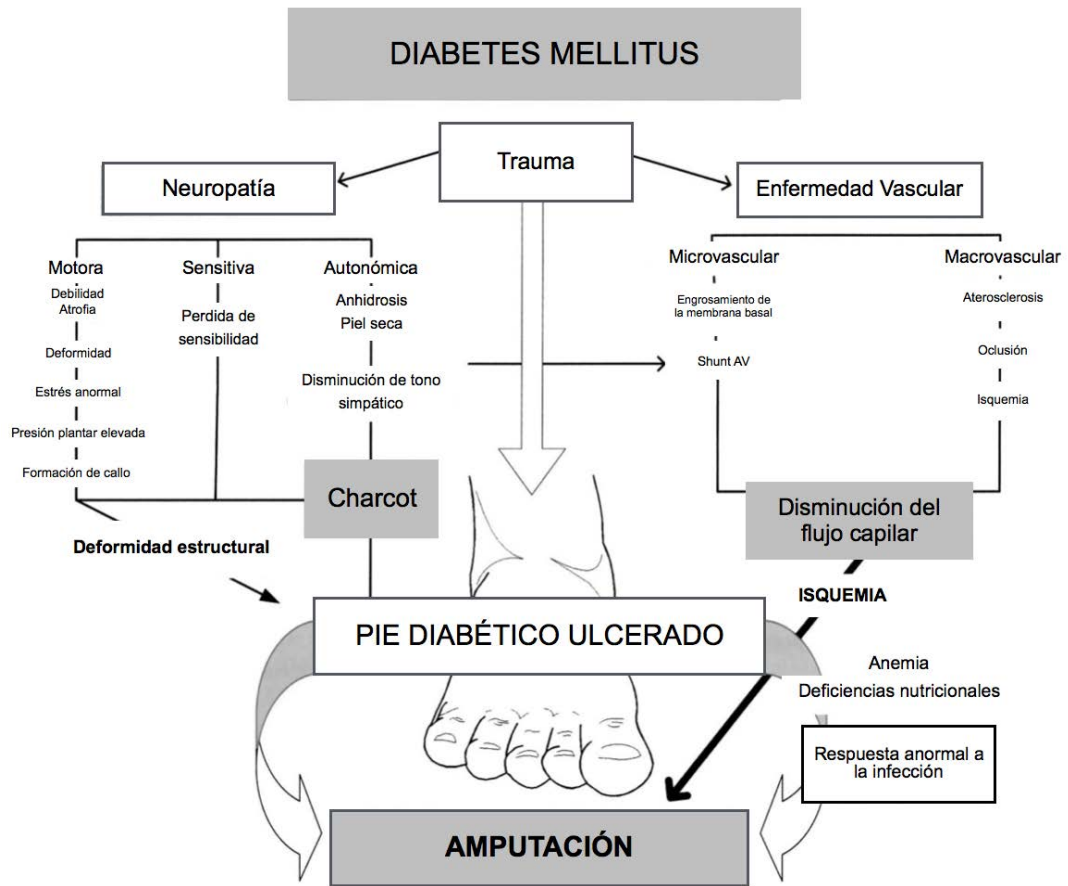 DIABETES MELLITUS
Trauma
Neuropatía
Enfermedad Vascular
Motora
Debilidad
Atrofia
Deformidad
Estrés anormal
Presión plantar elevada
Formación de callo
Sensitiva
Perdida de
sensibilidad
Autonómica
Anhidrosis
Piel seca
Disminución de tono
simpático
Microvascular
Engrosamiento de
la membrana basal
Shunt AV
Macrovascular
Aterosclerosis
Oclusión
Isquemia
Charcot
Disminución del
flujo capilar
Deformidad estructural
ISQUEMIA
PIE DIABÉTICO ULCERADO
Anemia
Deficiencias nutricionales
Respuesta anormal a
la infección
AMPUTACIÓN